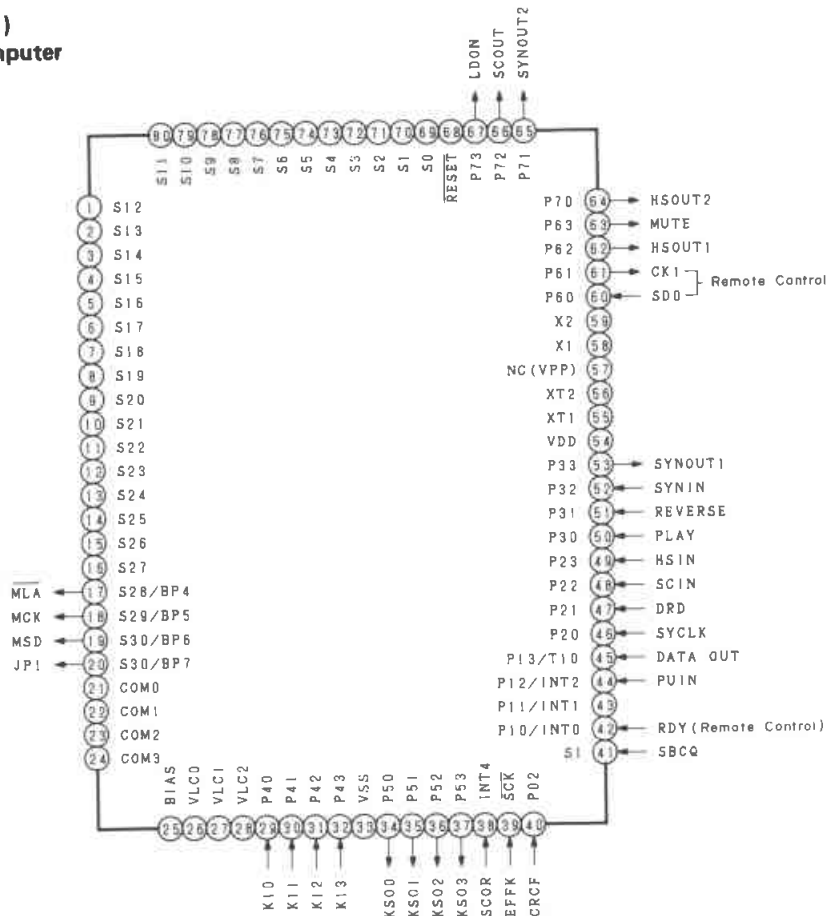 )
nputer
LDON
SCOUT
SYNOUT2
80 79 78 77 76 75 74 73 72 71 70 69 68 67 66 65
S11 S10 S9 S8 S7 S6 S5 S4 S3 S2 S1 S0 RESET P73 P72 P71
1 S12
2 S13
3 S14
4 S15
5 S16
6 S17
7 S18
8 S19
9 S20
10 S21
11 S22
12 S23
13 S24
14 S25
15 S26
16 S27
MLA 17 S28/BP4
MCK 18 S29/BP5
MSD 19 S30/BP6
JP1 20 S30/BP7
21 COM0
22 COM1
23 COM2
24 COM3
P70 64 HSOUT2
P63 63 MUTE
P62 62 HSOUT1
P61 61 CK1
Remote Control
P60 60 SD0
X2 59
X1 58
NC(VPP) 57
XT2 56
XT1 55
VDD 54
P33 53 SYNOUT1
P32 52 SYNIN
P31 51 REVERSE
P30 50 PLAY
P23 49 HSIN
P22 48 SCIN
P21 47 DRD
P20 46 SYCLK
P13/T10 45 DATA OUT
P12/INT2 44 PUIN
P11/INT1 43
P10/INT0 42 RDY(Remote Control)
SI 41 SBCQ
BIAS VLC0 VLC1 VLC2 P40 P41 P42 P43 VSS P50 P51 P52 P53 INT4 SCK P02
25 26 27 28 29 30 31 32 33 34 35 36 37 38 39 40
K10 K11 K12 K13 KS00 KS01 KS02 KS03 SCOR EFFK CRCF